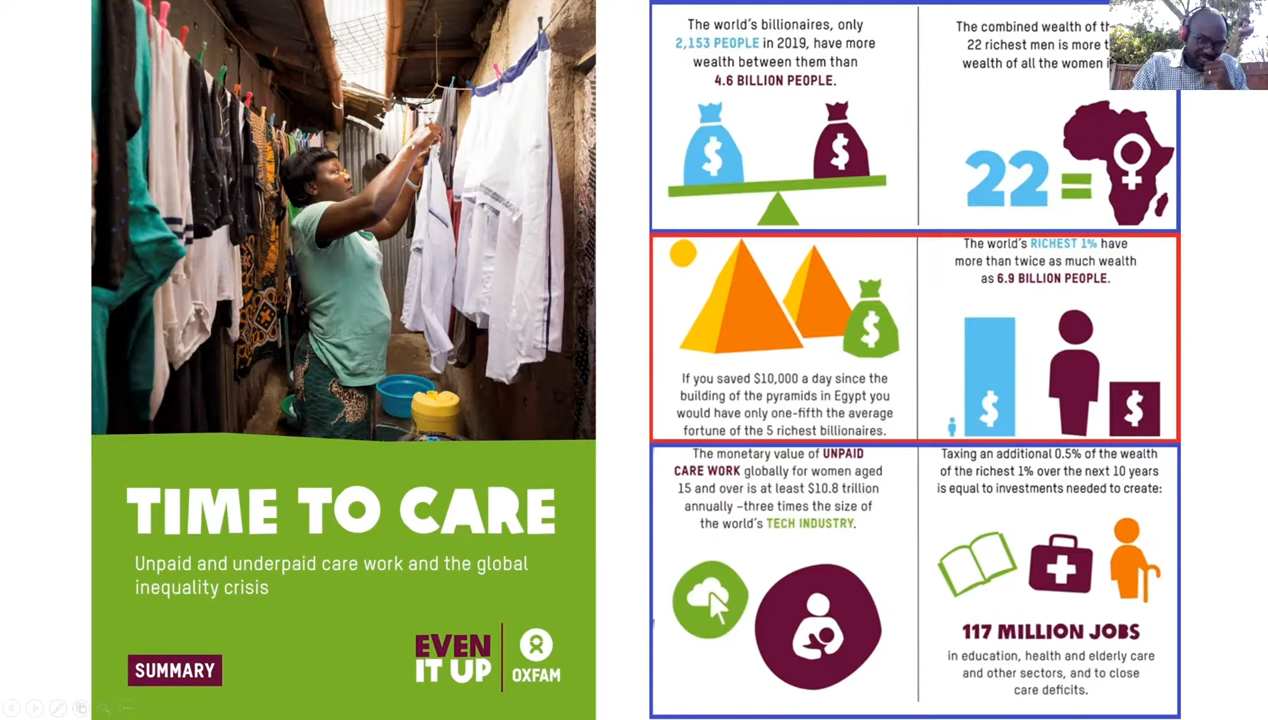 TIME TO CARE
Unpaid and underpaid care work and the global
inequality crisis
SUMMARY
EVEN
IT UP
OXFAM
The world's billionaires, only
2,153 PEOPLE in 2019, have more
wealth between them than
4.6 BILLION PEOPLE.
$
$
The combined wealth of
22 richest men is more
wealth of all the women
22 =
If you saved $10,000 a day since the
building of the pyramids in Egypt you
would have only one-fifth the average
fortune of the 5 richest billionaires.
$
The world's RICHEST 1% have
more than twice as much wealth
as 6.9 BILLION PEOPLE.
$
$
The monetary value of UNPAID
CARE WORK globally for women aged
15 and over is at least $10.8 trillion
annually –three times the size of
the world's TECH INDUSTRY.
Taxing an additional 0.5% of the wealth
of the richest 1% over the next 10 years
is equal to investments needed to create:
117 MILLION JOBS
in education, health and elderly care
and other sectors, and to close
care deficits.